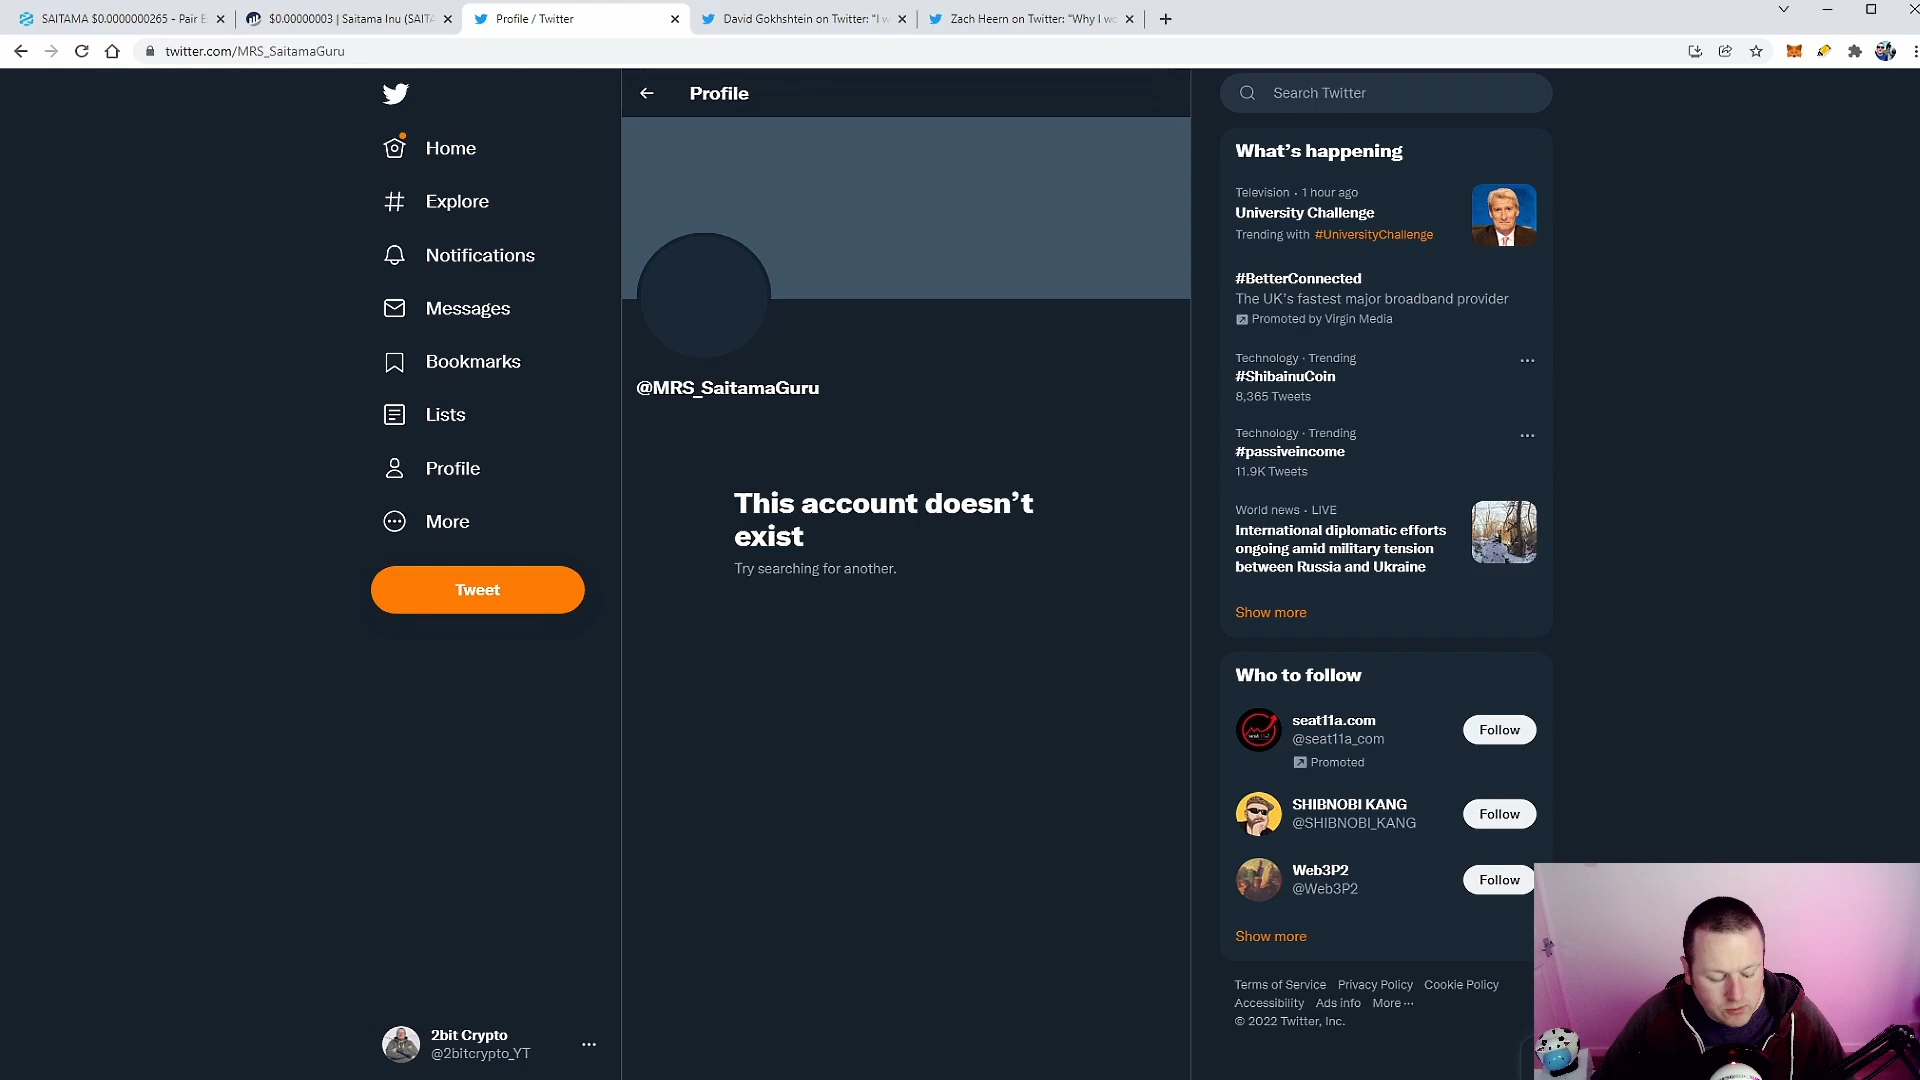 SAITAMA $0.0000000265 - Pair E
$0.00000003 | Saitama Inu (SAITA
Profile / Twitter
David Gokhshtein on Twitter: "I w
Zach Heern on Twitter: "Why I wo
twitter.com/MRS_SaitamaGuru
Home
Explore
Notifications
Messages
Bookmarks
Lists
Profile
More
Tweet
2bit Crypto
@2bitcrypto_YT
Profile
@MRS_SaitamaGuru
This account doesn’t
exist
Try searching for another.
Search Twitter
What’s happening
Television · 1 hour ago
University Challenge
Trending with #UniversityChallenge
#BetterConnected
The UK’s fastest major broadband provider
Promoted by Virgin Media
Technology · Trending
#ShibainuCoin
8,365 Tweets
Technology · Trending
#passiveincome
11.9K Tweets
World news · LIVE
International diplomatic efforts
ongoing amid military tension
between Russia and Ukraine
Show more
Who to follow
seat11a.com
@seat11a_com
Promoted
Follow
SHIBNOBI KANG
@SHIBNOBI_KANG
Follow
Web3P2
@Web3P2
Follow
Show more
Terms of Service Privacy Policy Cookie Policy
Accessibility Ads info More ···
© 2022 Twitter, Inc.